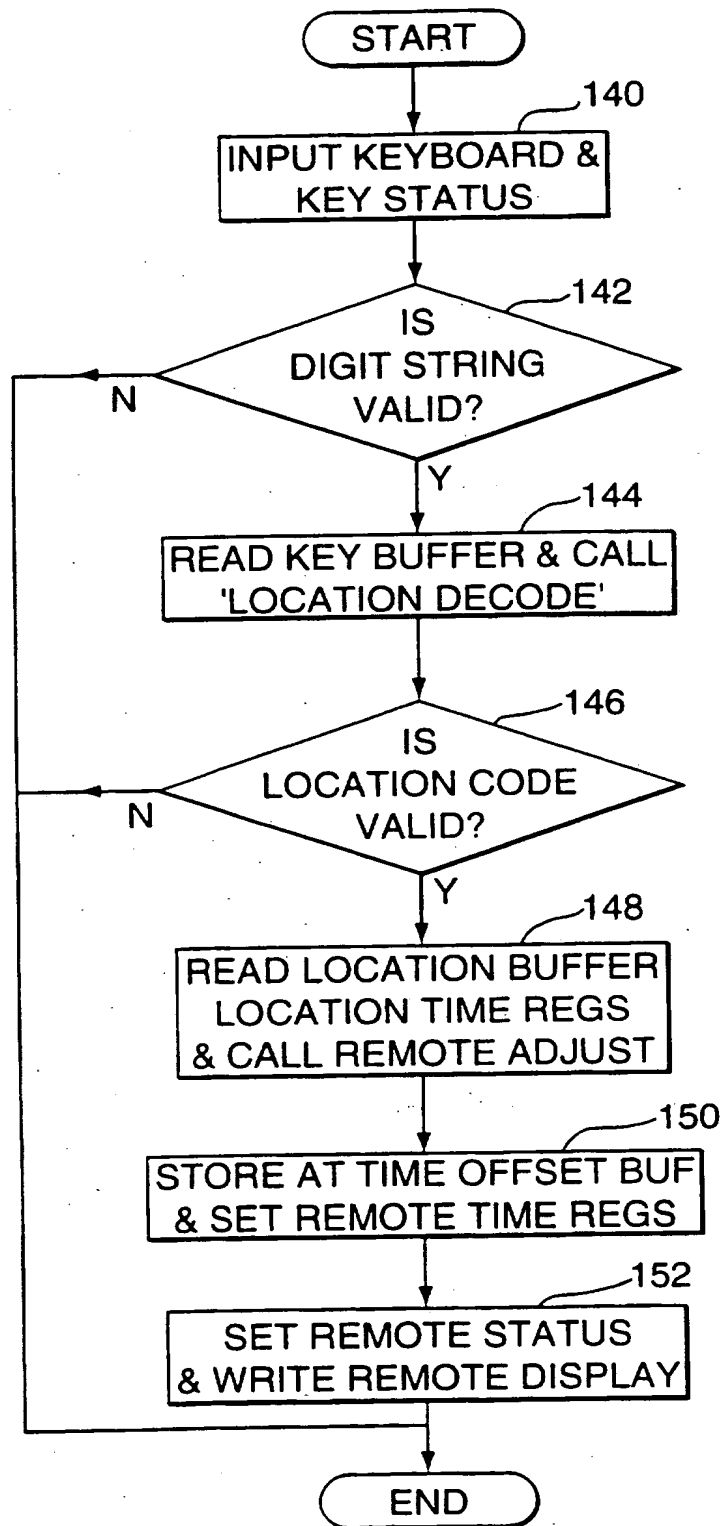 START
140
INPUT KEYBOARD &
KEY STATUS
142
IS
DIGIT STRING
VALID?
N
Y
144
READ KEY BUFFER & CALL
'LOCATION DECODE'
146
IS
LOCATION CODE
VALID?
N
Y
148
READ LOCATION BUFFER
LOCATION TIME REGS
& CALL REMOTE ADJUST
150
STORE AT TIME OFFSET BUF
& SET REMOTE TIME REGS
152
SET REMOTE STATUS
& WRITE REMOTE DISPLAY
END